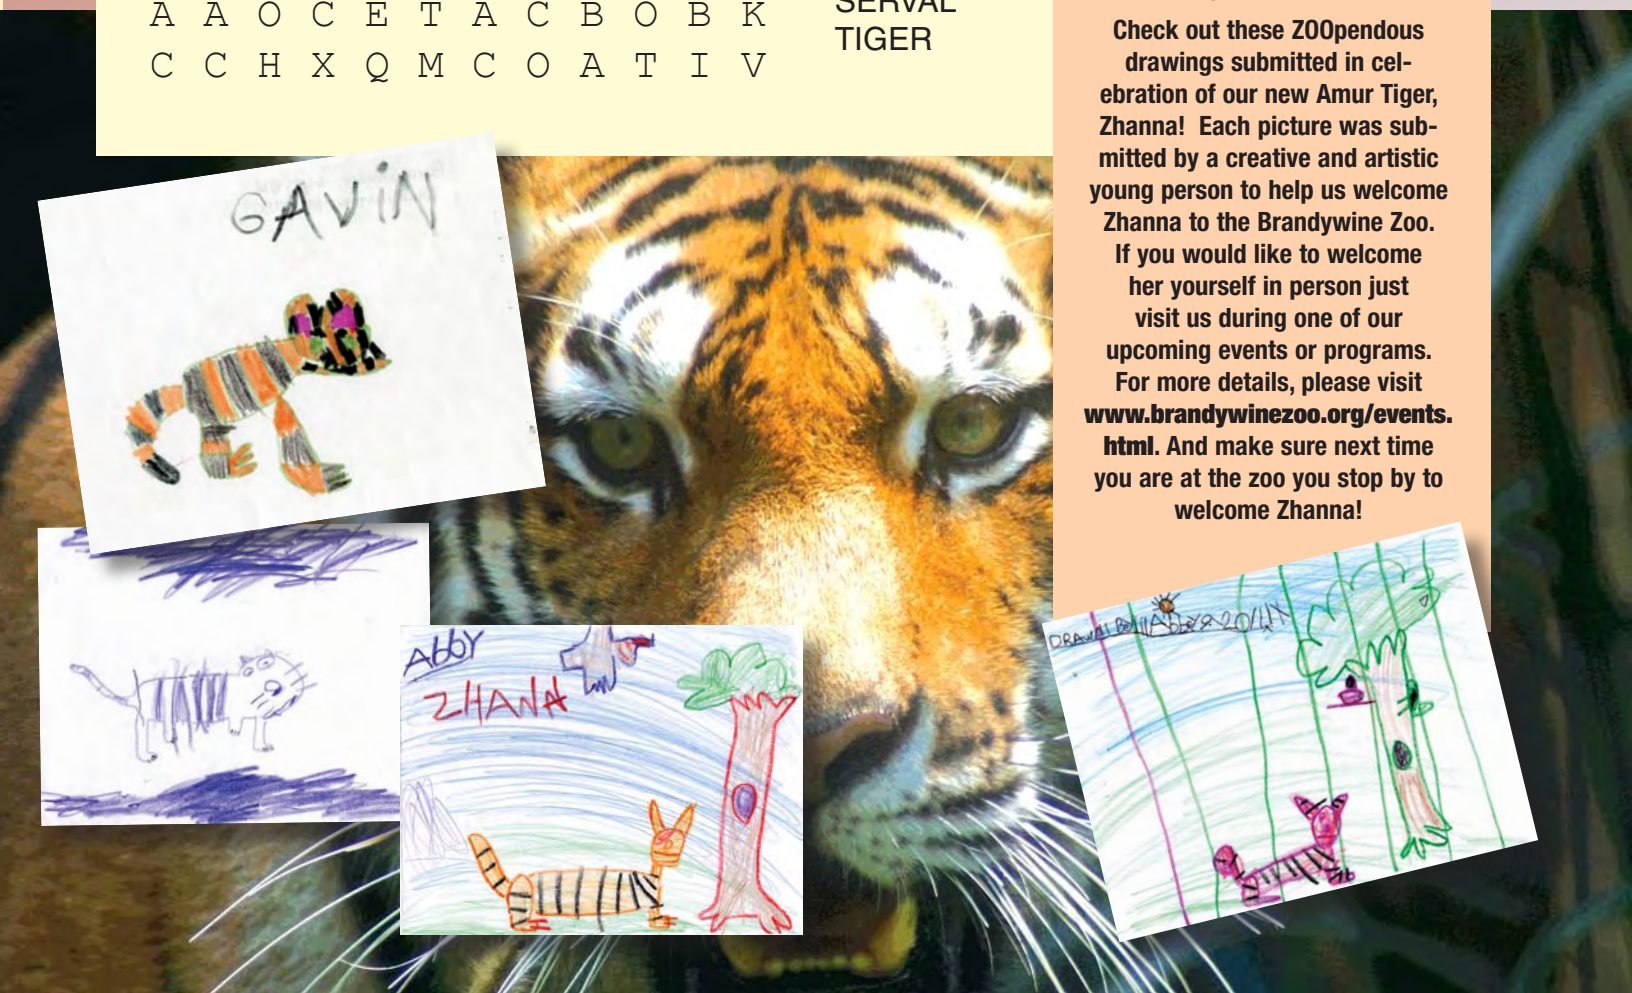 A A O C E T A C B O B K
C C H X Q M C O A T I V
SERVAL
TIGER
Check out these ZOOpendous
drawings submitted in cel-
ebration of our new Amur Tiger,
Zhanna! Each picture was sub-
mitted by a creative and artistic
young person to help us welcome
Zhanna to the Brandywine Zoo.
If you would like to welcome
her yourself in person just
visit us during one of our
upcoming events or programs.
For more details, please visit
www.brandywinezoo.org/events.
html. And make sure next time
you are at the zoo you stop by to
welcome Zhanna!
GAViN
AbbY
ZHANA